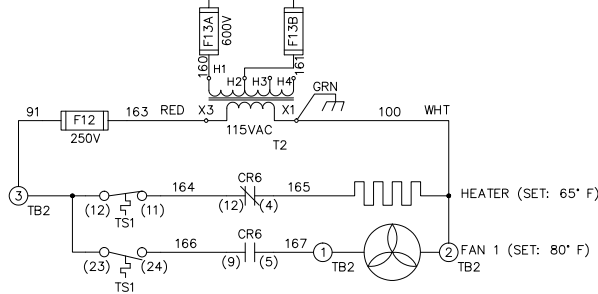 F13A
600V
F13B
160
161
H1
H2
H3
H4
GRN
91
163
RED
X3
X1
100
WHT
F12
250V
115VAC
T2
3
TB2
164
CR6
165
HEATER (SET: 65° F)
(12)
(11)
TS1
(12)
(4)
166
CR6
167
1
2
FAN 1 (SET: 80° F)
(23)
(24)
TS1
(9)
(5)
TB2
TB2